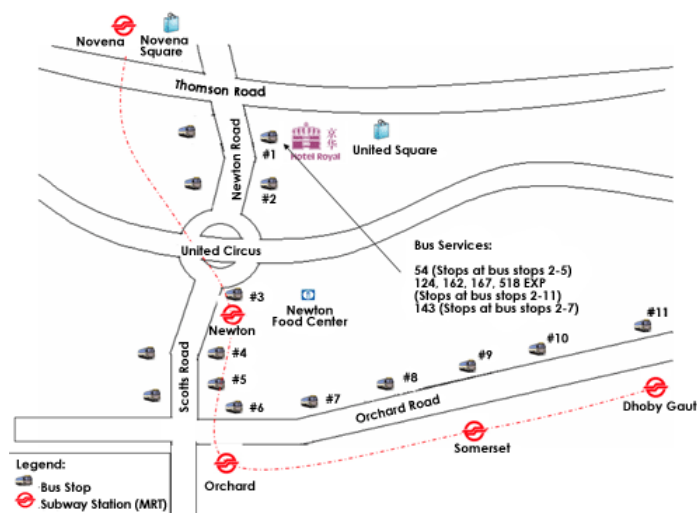 Novena
Novena
Square
Thomson Road
Newton Road
#1
京
华
Hotel Royal
United Square
#2
United Circus
Bus Services:
54 (Stops at bus stops 2-5)
124, 162, 167, 518 EXP
(Stops at bus stops 2-11)
143 (Stops at bus stops 2-7)
#3
Newton
Food Center
Newton
#11
#10
#4
#9
Scotts Road
#5
#8
#7
#6
Orchard Road
Dhoby Gaut
Somerset
Orchard
Legend:
Bus Stop
Subway Station (MRT)